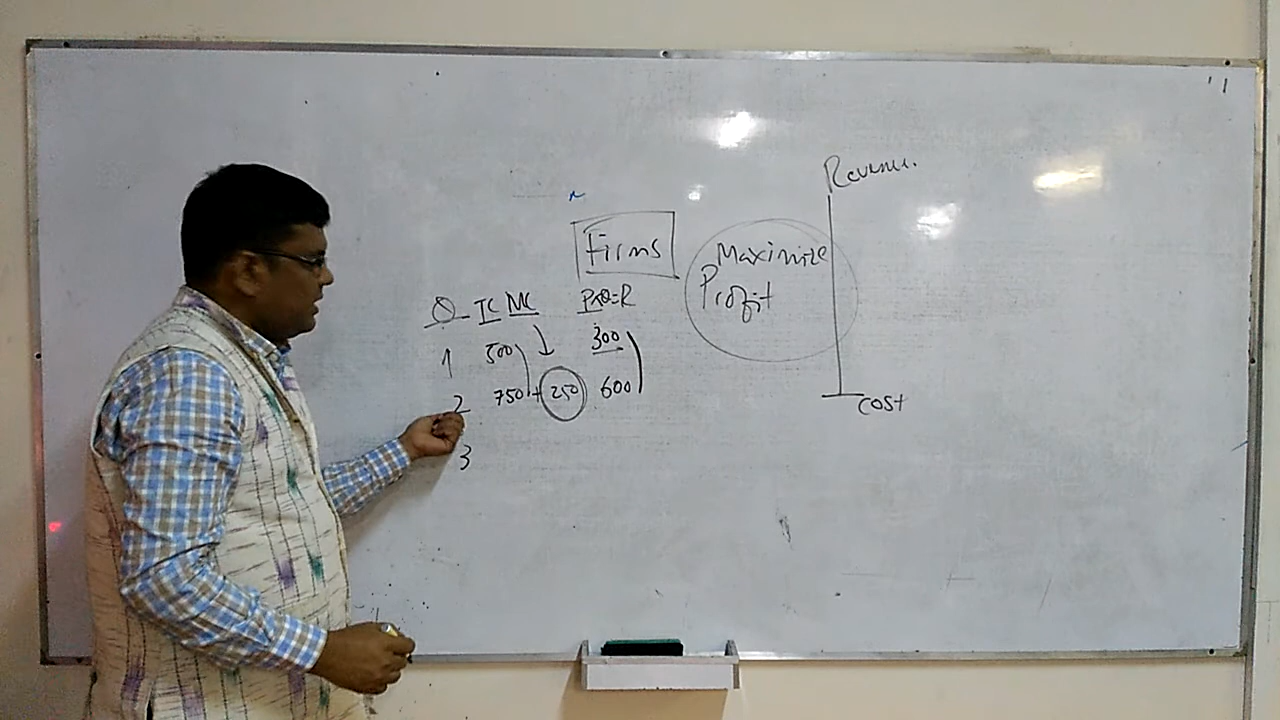 Revenue.
Firms
Maximize
Profit
Q TC MC P×Q=R
1 500 300
2 750 + 250 600
3
cost